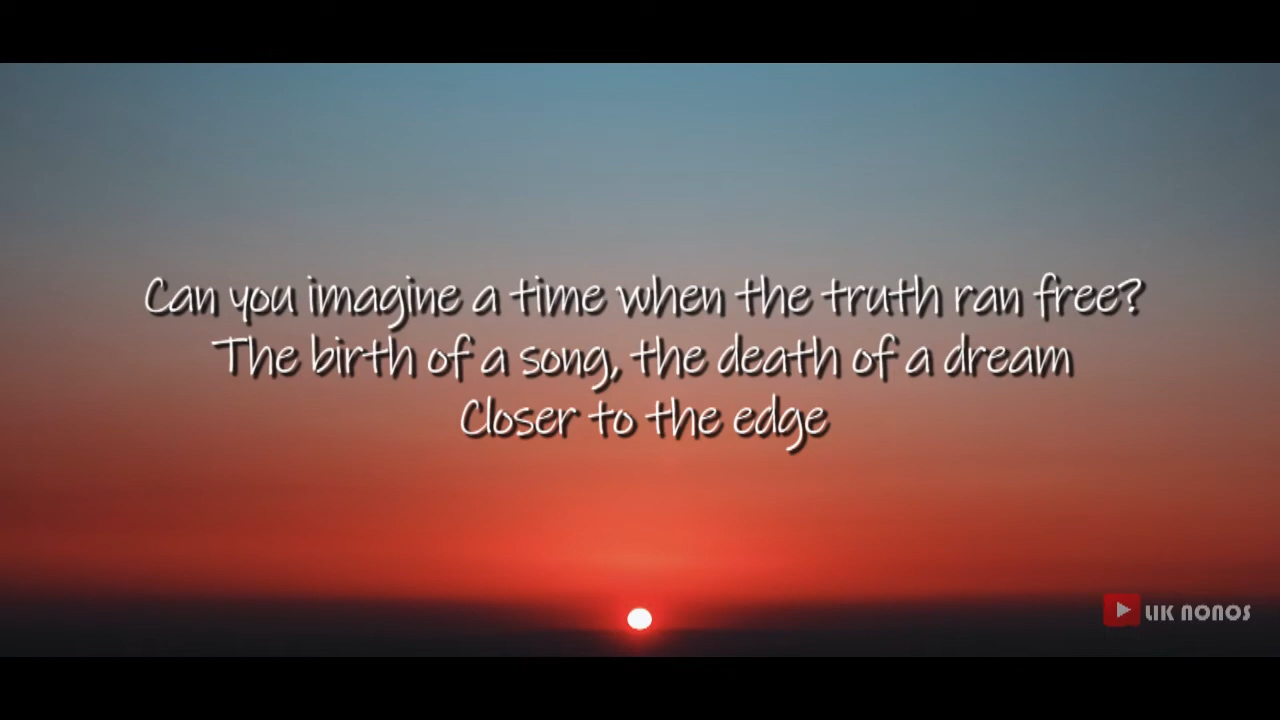 Can you imagine a time when the truth ran free?
The birth of a song, the death of a dream
Closer to the edge
LIK NONOS